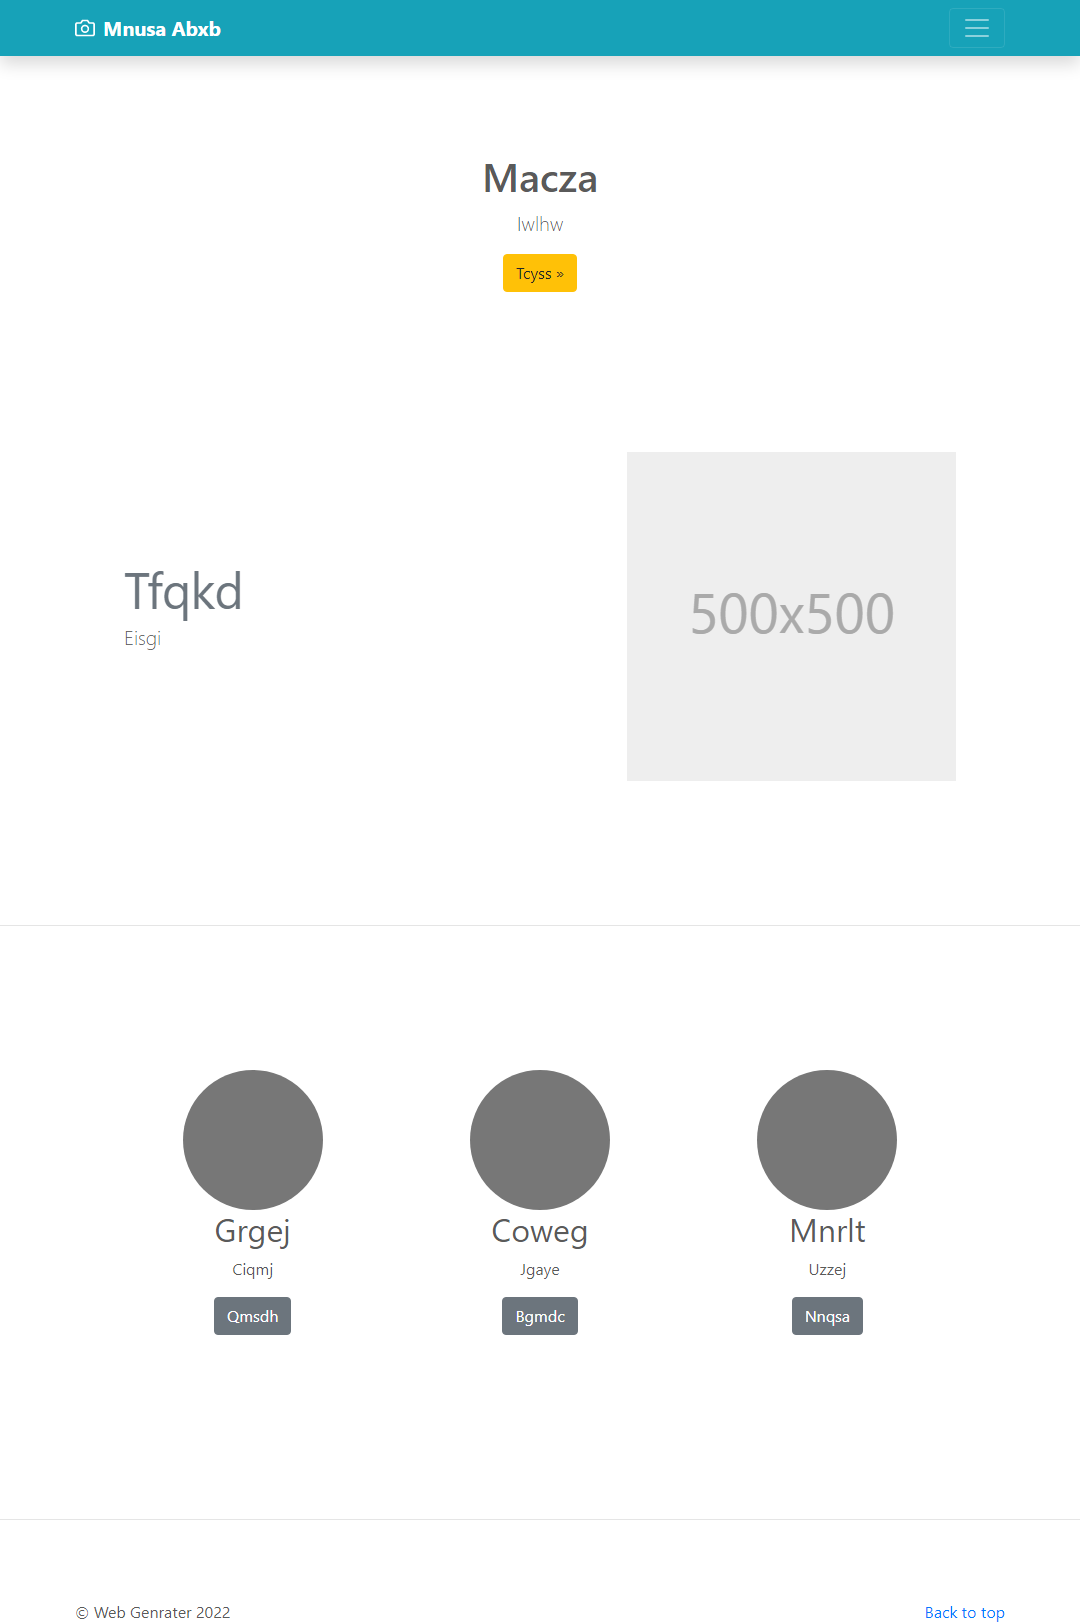 Mnusa Abxb
Macza
Iwlhw
Tcyss »
Tfqkd
Eisgi
500x500
Grgej
Ciqmj
Qmsdh
Coweg
Jgaye
Bgmdc
Mnrlt
Uzzej
Nnqsa
© Web Genrater 2022
Back to top